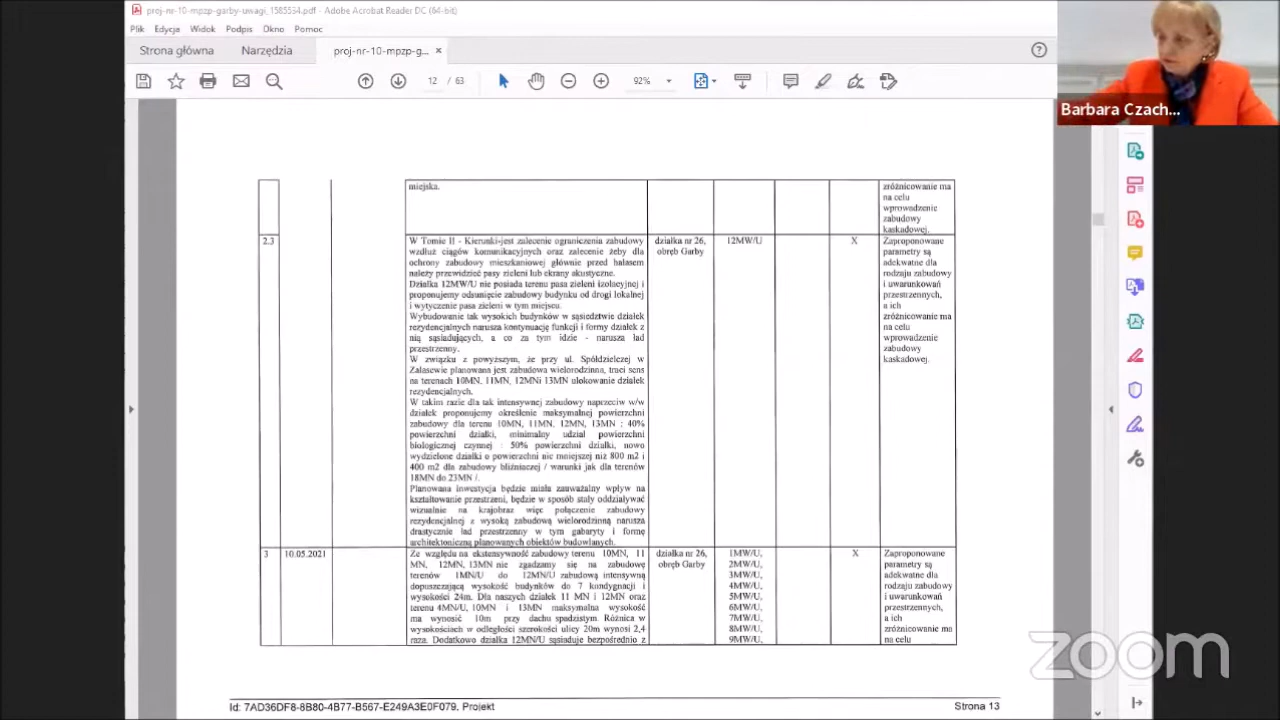 proj-nr-10-mpzp-garby-uwagi_1585534.pdf - Adobe Acrobat Reader DC (64-bit)
Plik Edycja Widok Podpis Okno Pomoc
Strona główna Narzędzia proj-nr-10-mpzp-g... ×
12 / 63 92%
Barbara Czach...
miejska.
zróżnicowanie ma
na celu
wprowadzenie
zabudowy
kaskadowej.
2.3
W Tomie II - Kierunki-jest zalecenie ograniczenia zabudowy
wzdłuż ciągów komunikacyjnych oraz zalecenie żeby dla
ochrony zabudowy mieszkaniowej głównie przed hałasem
należy przewidzieć pasy zieleni lub ekrany akustyczne.
Działka 12MW/U nie posiada terenu pasa zieleni izolacyjnej i
proponujemy odsunięcie zabudowy budynku od drogi lokalnej
i wytyczenie pasa zieleni w tym miejscu.
Wybudowanie tak wysokich budynków w sąsiedztwie działek
rezydencjalnych narusza kontynuację funkcji i formy działek z
nią sąsiadujących, a co za tym idzie - narusza ład
przestrzenny.
W związku z powyższym, że przy ul. Spółdzielczej w
Zalasewie planowana jest zabudowa wielorodzinna, traci sens
na terenach 10MN, 11MN, 12MNi 13MN ulokowanie działek
rezydencjalnych.
W takim razie dla tak intensywnej zabudowy naprzeciw w/w
działek proponujemy określenie maksymalnej powierzchni
zabudowy dla terenu 10MN, 11MN, 12MN, 13MN : 40%
powierzchni działki, minimalny udział powierzchni
biologicznej czynnej : 50% powierzchni działki, nowo
wydzielone działki o powierzchni nie mniejszej niż 800 m2 i
400 m2 dla zabudowy bliźniaczej / warunki jak dla terenów
18MN do 23MN /.
Planowana inwestycja będzie miała zauważalny wpływ na
kształtowanie przestrzeni, będzie w sposób stały oddziaływać
wizualnie na krajobraz więc połączenie zabudowy
rezydencjalnej z wysoką zabudową wielorodzinną narusza
drastycznie ład przestrzenny w tym gabaryty i formę
architektoniczną planowanych obiektów budowlanych.
działka nr 26,
obręb Garby
12MW/U
X
Zaproponowane
parametry są
adekwatne dla
rodzaju zabudowy
i uwarunkowań
przestrzennych,
a ich
zróżnicowanie ma
na celu
wprowadzenie
zabudowy
kaskadowej.
3 10.05.2021
Ze względu na ekstensywność zabudowy terenu 10MN, 11
MN, 12MN, 13MN nie zgadzamy się na zabudowę
terenów 1MN/U do 12MN/U zabudową intensywną
dopuszczającą wysokość budynków do 7 kondygnacji i
wysokości 24m. Dla naszych działek 11 MN i 12MN oraz
terenu 4MN/U, 10MN i 13MN maksymalna wysokość
ma wynosić 10m przy dachu spadzistym. Różnica w
wysokościach w odległości szerokości ulicy 20m wynosi 2,4
raza. Dodatkowo działka 12MN/U sąsiaduje bezpośrednio z
działka nr 26,
obręb Garby
1MW/U,
2MW/U,
3MW/U,
4MW/U,
5MW/U,
6MW/U,
7MW/U,
8MW/U,
9MW/U,
X
Zaproponowane
parametry są
adekwatne dla
rodzaju zabudowy
i uwarunkowań
przestrzennych,
a ich
zróżnicowanie ma
na celu
Id: 7AD36DF8-8B80-4B77-B567-E249A3E0F079. Projekt Strona 13
zoom